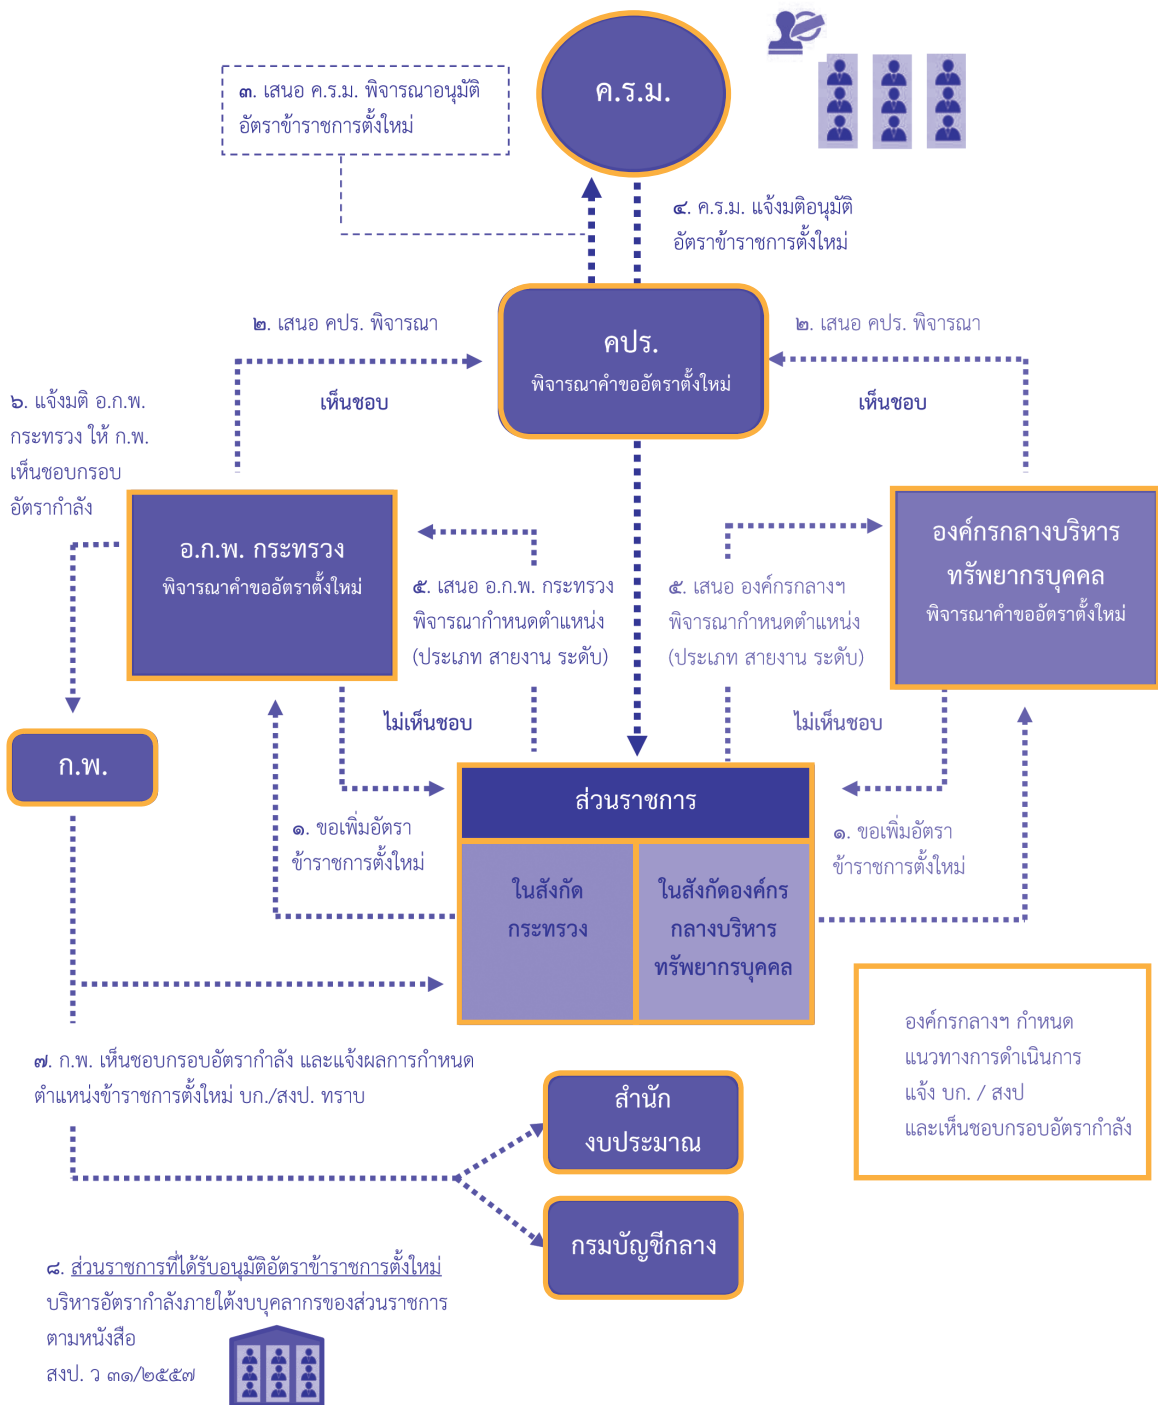 ค.ร.ม.
๓. เสนอ ค.ร.ม. พิจารณาอนุมัติ
อัตราข้าราชการตั้งใหม่
๔. ค.ร.ม. แจ้งมติอนุมัติ
อัตราข้าราชการตั้งใหม่
๒. เสนอ คปร. พิจารณา
เห็นชอบ
คปร.
พิจารณาคำขออัตราตั้งใหม่
๒. เสนอ คปร. พิจารณา
เห็นชอบ
๖. แจ้งมติ อ.ก.พ.
กระทรวง ให้ ก.พ.
เห็นชอบกรอบ
อัตรากำลัง
อ.ก.พ. กระทรวง
พิจารณาคำขออัตราตั้งใหม่
๕. เสนอ อ.ก.พ. กระทรวง
พิจารณากำหนดตำแหน่ง
(ประเภท สายงาน ระดับ)
๕. เสนอ องค์กรกลางฯ
พิจารณากำหนดตำแหน่ง
(ประเภท สายงาน ระดับ)
องค์กรกลางบริหาร
ทรัพยากรบุคคล
พิจารณาคำขออัตราตั้งใหม่
ไม่เห็นชอบ
ไม่เห็นชอบ
ก.พ.
๑. ขอเพิ่มอัตรา
ข้าราชการตั้งใหม่
ส่วนราชการ
ในสังกัด
กระทรวง
ในสังกัดองค์กร
กลางบริหาร
ทรัพยากรบุคคล
๑. ขอเพิ่มอัตรา
ข้าราชการตั้งใหม่
องค์กรกลางฯ กำหนด
แนวทางการดำเนินการ
แจ้ง บก. / สงป
และเห็นชอบกรอบอัตรากำลัง
๗. ก.พ. เห็นชอบกรอบอัตรากำลัง และแจ้งผลการกำหนด
ตำแหน่งข้าราชการตั้งใหม่ บก./สงป. ทราบ
สำนัก
งบประมาณ
กรมบัญชีกลาง
๘. ส่วนราชการที่ได้รับอนุมัติอัตราข้าราชการตั้งใหม่
บริหารอัตรากำลังภายใต้งบบุคลากรของส่วนราชการ
ตามหนังสือ
สงป. ว ๓๑/๒๕๕๗